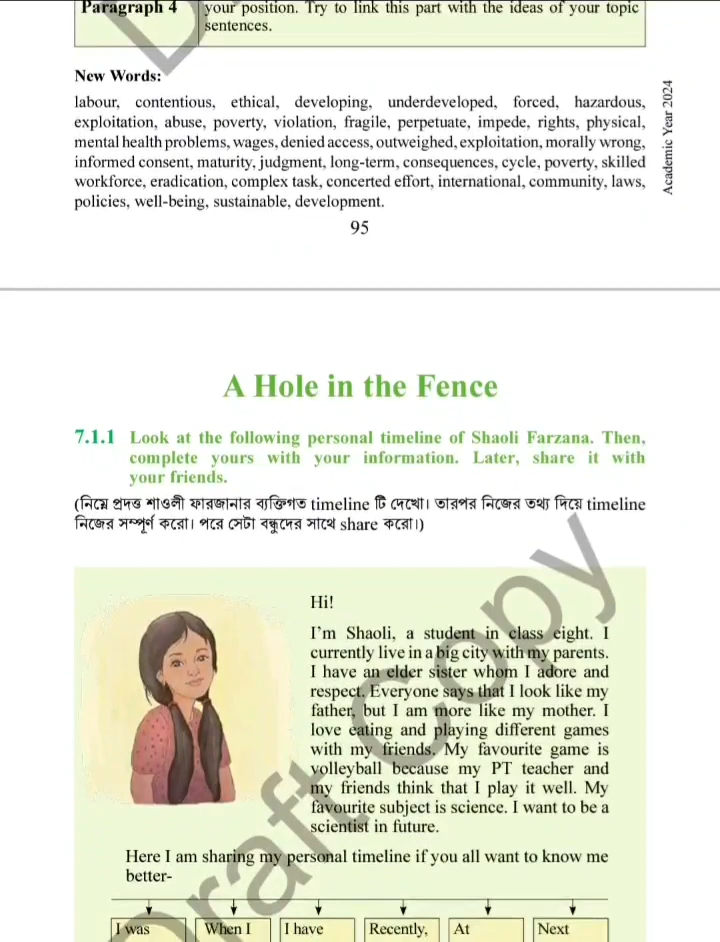 Paragraph 4
your position. Try to link this part with the ideas of your topic
sentences.
New Words:
labour, contentious, ethical, developing, underdeveloped, forced, hazardous,
exploitation, abuse, poverty, violation, fragile, perpetuate, impede, rights, physical,
mental health problems, wages, denied access, outweighed, exploitation, morally wrong,
informed consent, maturity, judgment, long-term, consequences, cycle, poverty, skilled
workforce, eradication, complex task, concerted effort, international, community, laws,
policies, well-being, sustainable, development.
Academic Year 2024
95
A Hole in the Fence
7.1.1 Look at the following personal timeline of Shaoli Farzana. Then,
complete yours with your information. Later, share it with
your friends.
(নিম্নে প্রদত্ত শাওলী ফারজানার ব্যক্তিগত timeline টি দেখো। তারপর নিজের তথ্য দিয়ে timeline
নিজের সম্পূর্ণ করো। পরে সেটা বন্ধুদের সাথে share করো।)
Hi!
I'm Shaoli, a student in class eight. I
currently live in a big city with my parents.
I have an elder sister whom I adore and
respect. Everyone says that I look like my
father, but I am more like my mother. I
love eating and playing different games
with my friends. My favourite game is
volleyball because my PT teacher and
my friends think that I play it well. My
favourite subject is science. I want to be a
scientist in future.
Here I am sharing my personal timeline if you all want to know me
better-
I was
When I
I have
Recently,
At
Next
Draft Copy